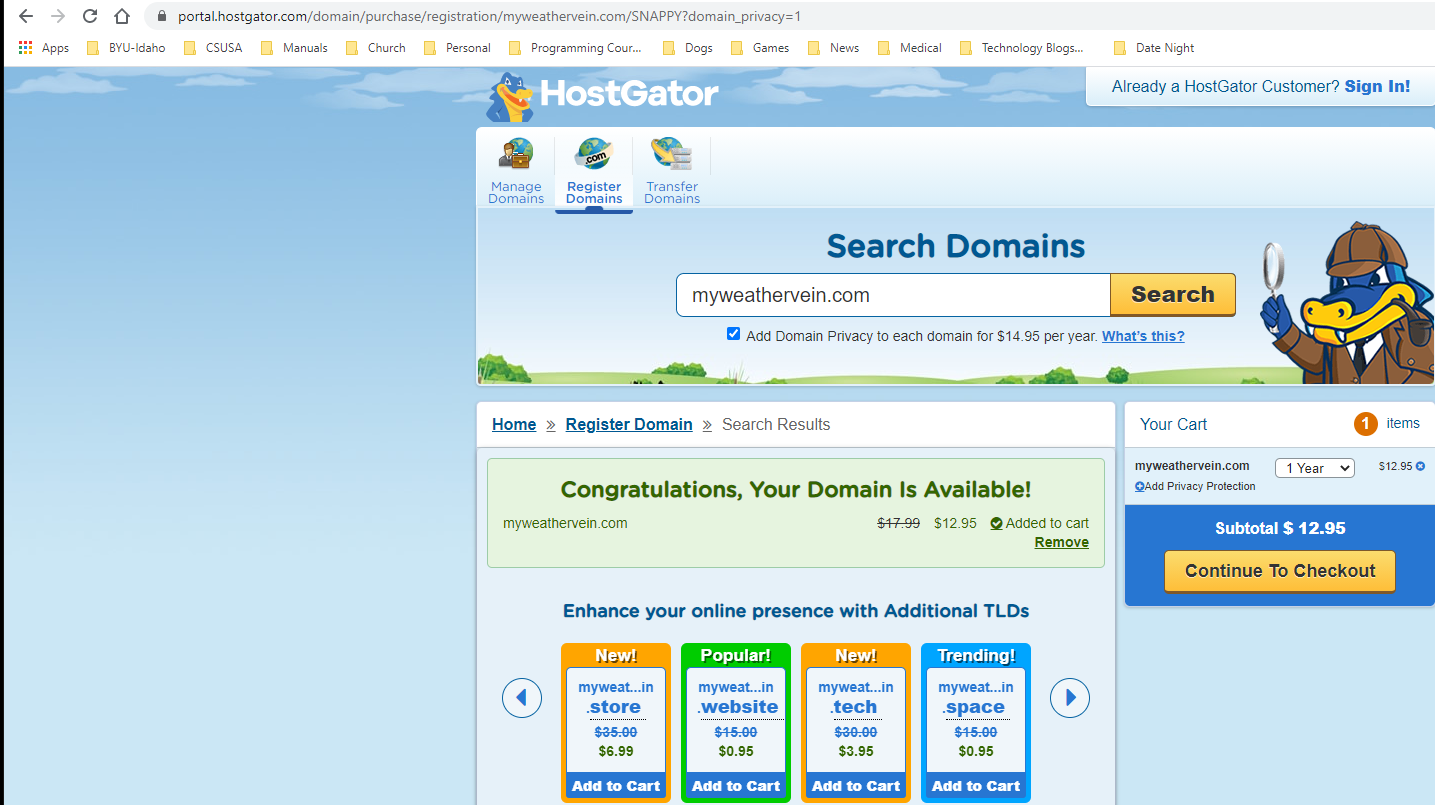 portal.hostgator.com/domain/purchase/registration/myweathervein.com/SNAPPY?domain_privacy=1
Apps BYU-Idaho CSUSA Manuals Church Personal Programming Cour... Dogs Games News Medical Technology Blogs... Date Night
HostGator
Already a HostGator Customer? Sign In!
.com
Manage Domains
Register Domains
Transfer Domains
Search Domains
myweathervein.com Search
Add Domain Privacy to each domain for $14.95 per year. What's this?
Home » Register Domain » Search Results
Congratulations, Your Domain Is Available!
myweathervein.com $17.99 $12.95 Added to cart
Remove
Enhance your online presence with Additional TLDs
New!
myweat...in
.store
$35.00
$6.99
Add to Cart
Popular!
myweat...in
.website
$15.00
$0.95
Add to Cart
New!
myweat...in
.tech
$30.00
$3.95
Add to Cart
Trending!
myweat...in
.space
$15.00
$0.95
Add to Cart
Your Cart 1 items
myweathervein.com 1 Year $12.95
Add Privacy Protection
Subtotal $ 12.95
Continue To Checkout